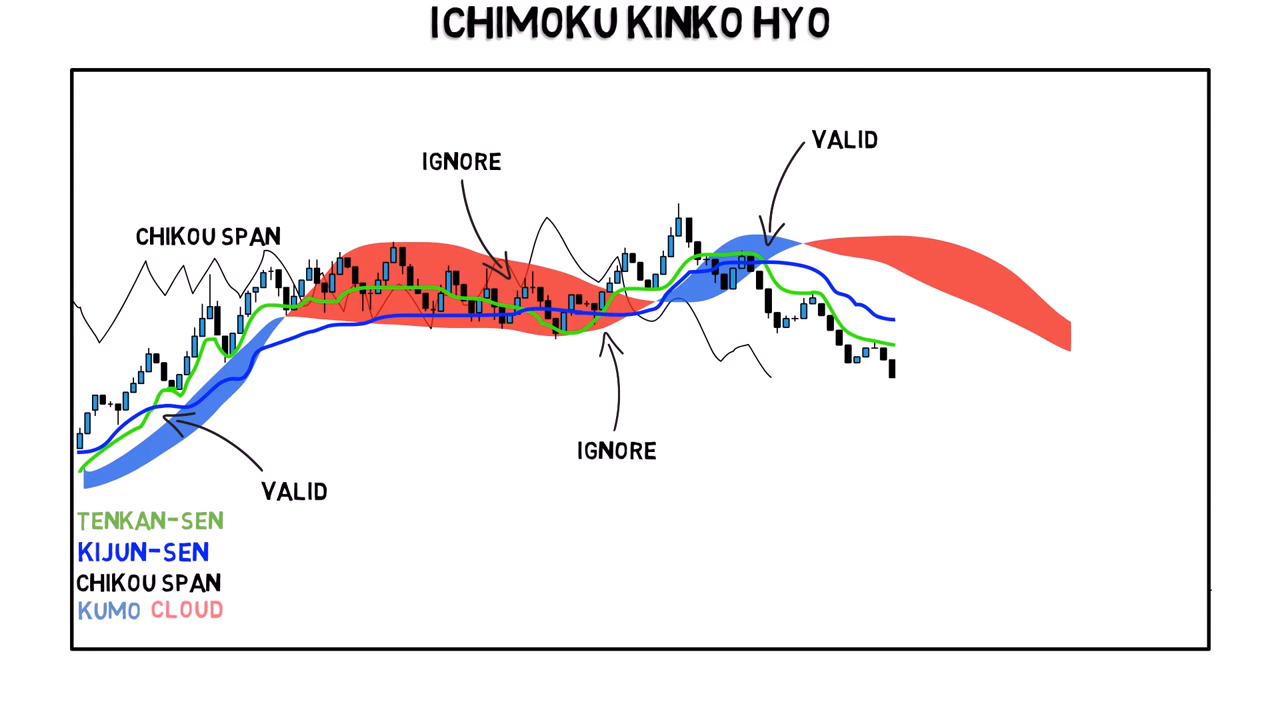 ICHIMOKU KINKO HYO
VALID
IGNORE
CHIKOU SPAN
IGNORE
VALID
TENKAN-SEN
KIJUN-SEN
CHIKOU SPAN
KUMO CLOUD